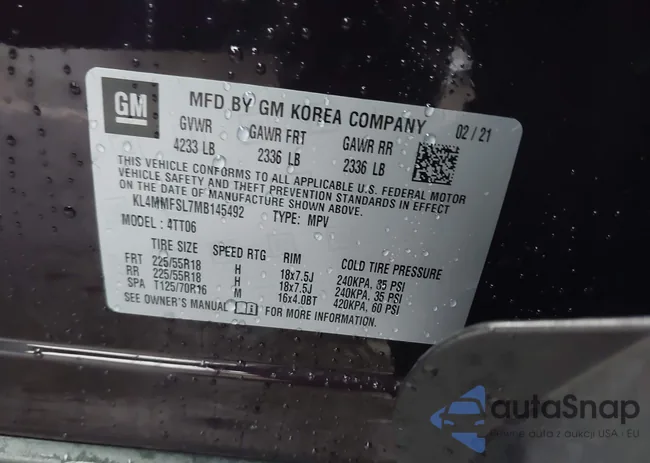 GM
MFD BY GM KOREA COMPANY 02/21
GVWR GAWR FRT GAWR RR
4233 LB 2336 LB 2336 LB
THIS VEHICLE CONFORMS TO ALL APPLICABLE U.S. FEDERAL MOTOR
VEHICLE SAFETY AND THEFT PREVENTION STANDARDS IN EFFECT
ON THE DATE OF MANUFACTURE SHOWN ABOVE.
KL4MMFSL7MB145492 TYPE: MPV
MODEL: 4TT06
TIRE SIZE SPEED RTG RIM COLD TIRE PRESSURE
FRT 225/55R18 H 18x7.5J 240KPA, 35 PSI
RR 225/55R18 H 18x7.5J 240KPA, 35 PSI
SPA T125/70R16 M 16x4.0BT 420KPA, 60 PSI
SEE OWNER'S MANUAL FOR MORE INFORMATION.
autaSnap
auta z aukcji USA - EU